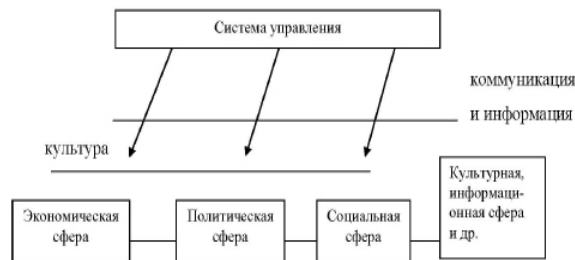 Система управления
коммуникация
и информация
культура
Экономическая
сфера
Политическая
сфера
Социальная
сфера
Культурная,
информаци-
онная сфера
и др.